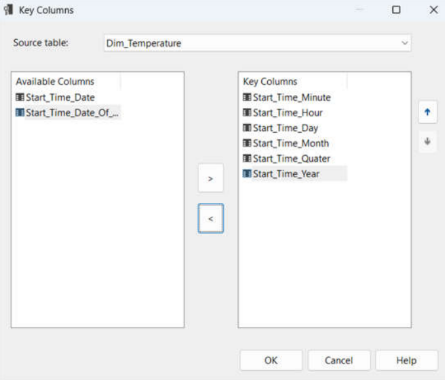 Key Columns
Source table: Dim_Temperature
Available Columns
Start_Time_Date
Start_Time_Date_Of_...
>
<
Key Columns
Start_Time_Minute
Start_Time_Hour
Start_Time_Day
Start_Time_Month
Start_Time_Quater
Start_Time_Year
OK Cancel Help